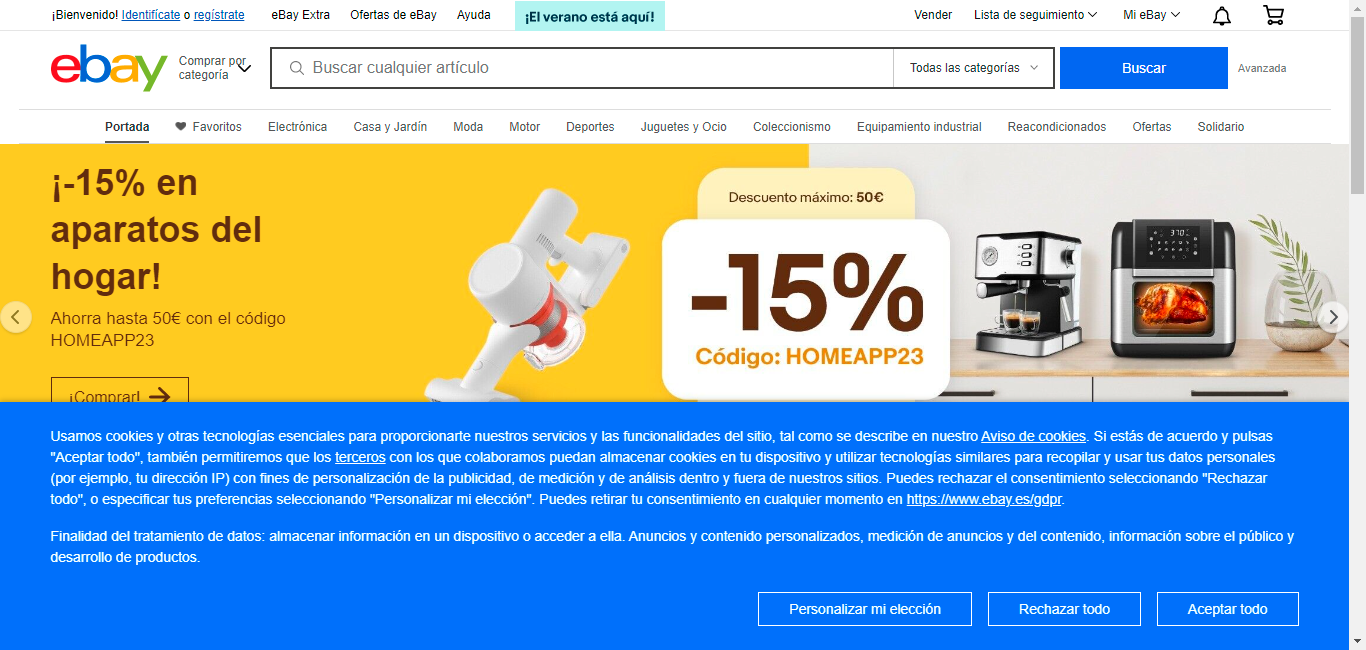 ¡Bienvenido! Identifícate o regístrate
eBay Extra
Ofertas de eBay
Ayuda
¡El verano está aquí!
Vender
Lista de seguimiento
Mi eBay
ebay
Comprar por
categoría
Buscar cualquier artículo
Todas las categorías
Buscar
Avanzada
Portada
Favoritos
Electrónica
Casa y Jardín
Moda
Motor
Deportes
Juguetes y Ocio
Coleccionismo
Equipamiento industrial
Reacondicionados
Ofertas
Solidario
¡-15% en
aparatos del
hogar!
Ahorra hasta 50€ con el código
HOMEAPP23
¡Comprar!
Descuento máximo: 50€
-15%
Código: HOMEAPP23
370
Usamos cookies y otras tecnologías esenciales para proporcionarte nuestros servicios y las funcionalidades del sitio, tal como se describe en nuestro Aviso de cookies. Si estás de acuerdo y pulsas
"Aceptar todo", también permitiremos que los terceros con los que colaboramos puedan almacenar cookies en tu dispositivo y utilizar tecnologías similares para recopilar y usar tus datos personales
(por ejemplo, tu dirección IP) con fines de personalización de la publicidad, de medición y de análisis dentro y fuera de nuestros sitios. Puedes rechazar el consentimiento seleccionando "Rechazar
todo", o especificar tus preferencias seleccionando "Personalizar mi elección". Puedes retirar tu consentimiento en cualquier momento en https://www.ebay.es/gdpr.
Finalidad del tratamiento de datos: almacenar información en un dispositivo o acceder a ella. Anuncios y contenido personalizados, medición de anuncios y del contenido, información sobre el público y
desarrollo de productos.
Personalizar mi elección
Rechazar todo
Aceptar todo